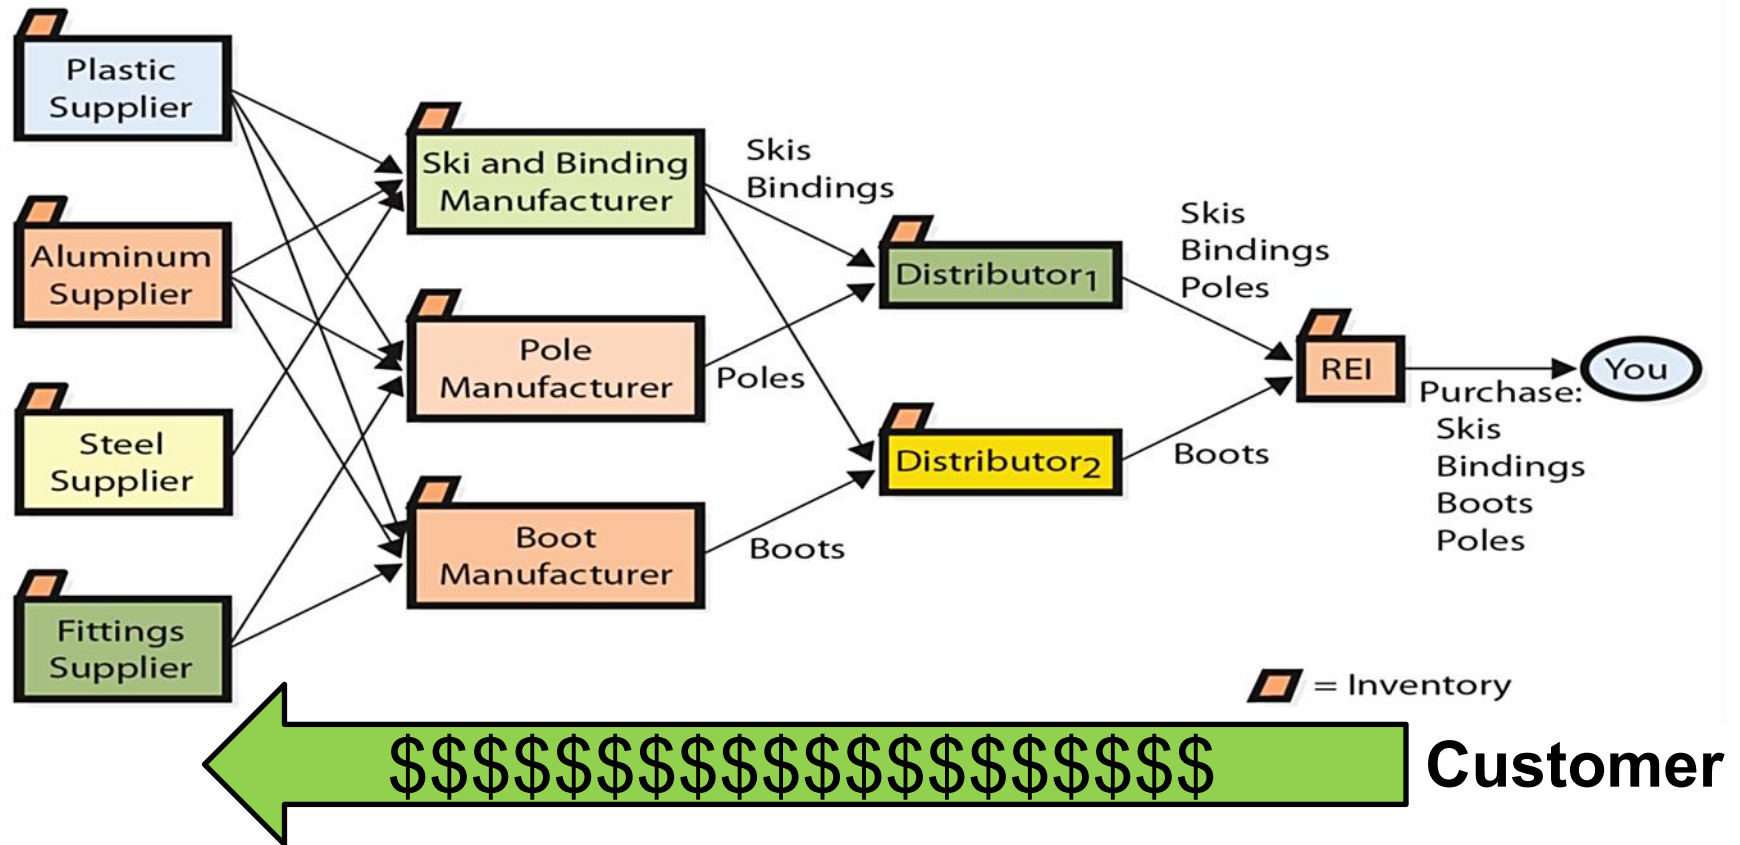 Plastic
Supplier
Aluminum
Supplier
Steel
Supplier
Fittings
Supplier
Ski and Binding
Manufacturer
Pole
Manufacturer
Boot
Manufacturer
Skis
Bindings
Poles
Boots
Distributor1
Distributor2
Skis
Bindings
Poles
Boots
REI
You
Purchase:
Skis
Bindings
Boots
Poles
= Inventory
$$$$$$$$$$$$$$$$$$$$
Customer